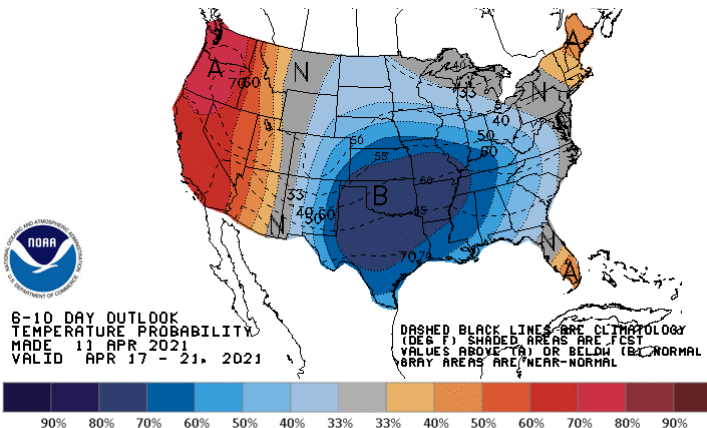 A
N
A
70 60
40
33
N
40
50
60
50
55
B
60
33
40
50 60
65
N
70 70
N
A
NATIONAL OCEANIC AND ATMOSPHERIC ADMINISTRATION
NOAA
U.S. DEPARTMENT OF COMMERCE
6-10 DAY OUTLOOK
TEMPERATURE PROBABILITY
MADE 11 APR 2021
VALID APR 17 - 21, 2021
DASHED BLACK LINES ARE CLIMATOLOGY
(DEG F) SHADED AREAS ARE FCST
VALUES ABOVE (A) OR BELOW (B) NORMAL
GRAY AREAS ARE NEAR-NORMAL
90% 80% 70% 60% 50% 40% 33% 33% 40% 50% 60% 70% 80% 90%